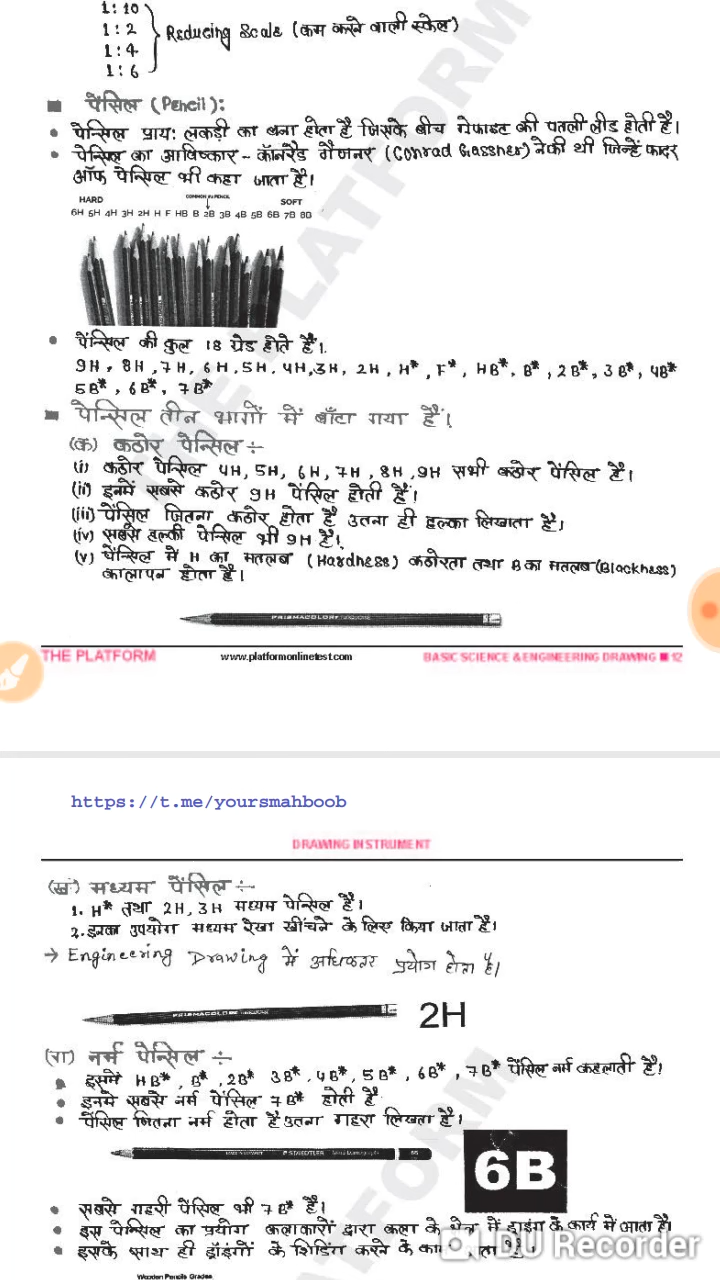 1:10
1:2
1:4
1:6
Reducing Scale (कम करने वाली स्केल)
पेंसिल (Pencil):
पेन्सिल प्राय: लकड़ी का बना होता है जिसके बीच ग्रेफाइट की पतली लीड होती है।
पेन्सिल का आविष्कार - कॉनरैड गैजनर (Conrad Gassner) ने की थी जिन्हें फादर
ऑफ पेन्सिल भी कहा जाता है।
HARD SOFT
6H 5H 4H 3H 2H H F HB B 2B 3B 4B 5B 6B 7B 8B
पेंन्सिल की कुल 18 ग्रेड होते हैं।
9H, 8H, 7H, 6H, 5H, 4H, 3H, 2H, H*, F*, HB*, B*, 2B*, 3B*, 4B*
5B*, 6B*, 7B*
पेन्सिल तीन भागों में बाँटा गया है।
(क) कठोर पेन्सिल ÷
(i) कठोर पेन्सिल 4H, 5H, 6H, 7H, 8H, 9H सभी कठोर पेंसिल है।
(ii) इनमें सबसे कठोर 9H पेंसिल होती हैं।
(iii) पेंसिल जितना कठोर होता है उतना ही हल्का लिखता है।
(iv) सबसे हल्की पेन्सिल भी 9H है।
(v) पेंन्सिल में H का मतलब (Hardness) कठोरता तथा B का मतलब (Blackness)
कालापन होता है।
PRISMACOLOR
THE PLATFORM www.platformonlinetest.com BASIC SCIENCE & ENGINEERING DRAWING ■ 12
https://t.me/yoursmahboob
DRAWING INSTRUMENT
(ख) मध्यम पेंसिल ÷
1. H* तथा 2H, 3H मध्यम पेन्सिल है।
2. इनका उपयोग मध्यम रेखा खींचने के लिए किया जाता है।
→ Engineering Drawing में अधिकतर प्रयोग होता है।
PRISMACOLOR 2H
(ग) नर्म पेन्सिल ÷
इसमें HB*, B*, 2B* 3B*, 4B*, 5B*, 6B*, 7B* पेंसिल नर्म कहलाती है।
इनमे सबसे नर्म पेंसिल 7B* होती है
पेंसिल जितना नर्म होता है उतना गहरा लिखता है।
STAEDTLER
6B
सबसे गहरी पेंसिल भी 7B* है।
इस पेन्सिल का प्रयोग कलाकारों द्वारा कला के क्षेत्र में ड्राइंग के कार्य में आता है।
इसके साथ ही ड्रॉइंगों के शिडिंग करने के
DU Recorder
Wooden Pencils Grades
THE PLATFORM